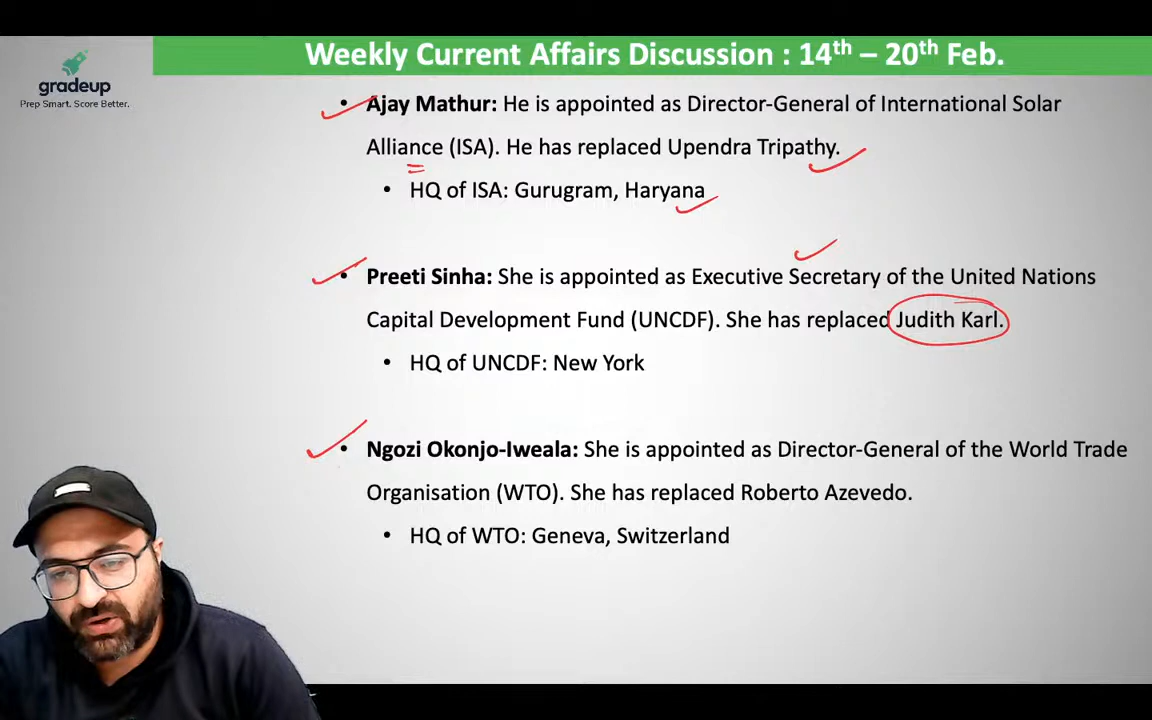 gradeup
Prep Smart. Score Better.
Weekly Current Affairs Discussion : 14th – 20th Feb.
• Ajay Mathur: He is appointed as Director-General of International Solar
Alliance (ISA). He has replaced Upendra Tripathy.
• HQ of ISA: Gurugram, Haryana
• Preeti Sinha: She is appointed as Executive Secretary of the United Nations
Capital Development Fund (UNCDF). She has replaced Judith Karl.
• HQ of UNCDF: New York
• Ngozi Okonjo-Iweala: She is appointed as Director-General of the World Trade
Organisation (WTO). She has replaced Roberto Azevedo.
• HQ of WTO: Geneva, Switzerland